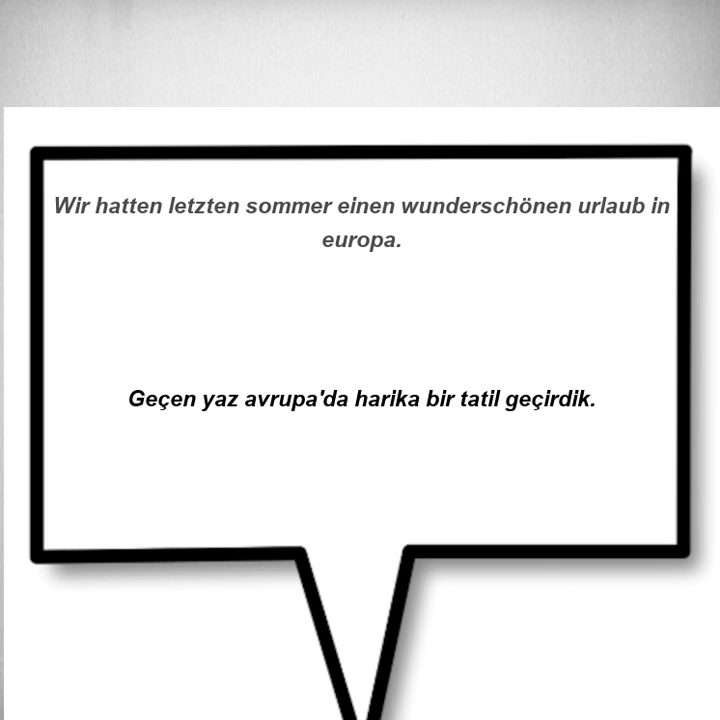 Wir hatten letzten sommer einen wunderschönen urlaub in
europa.
Geçen yaz avrupa'da harika bir tatil geçirdik.